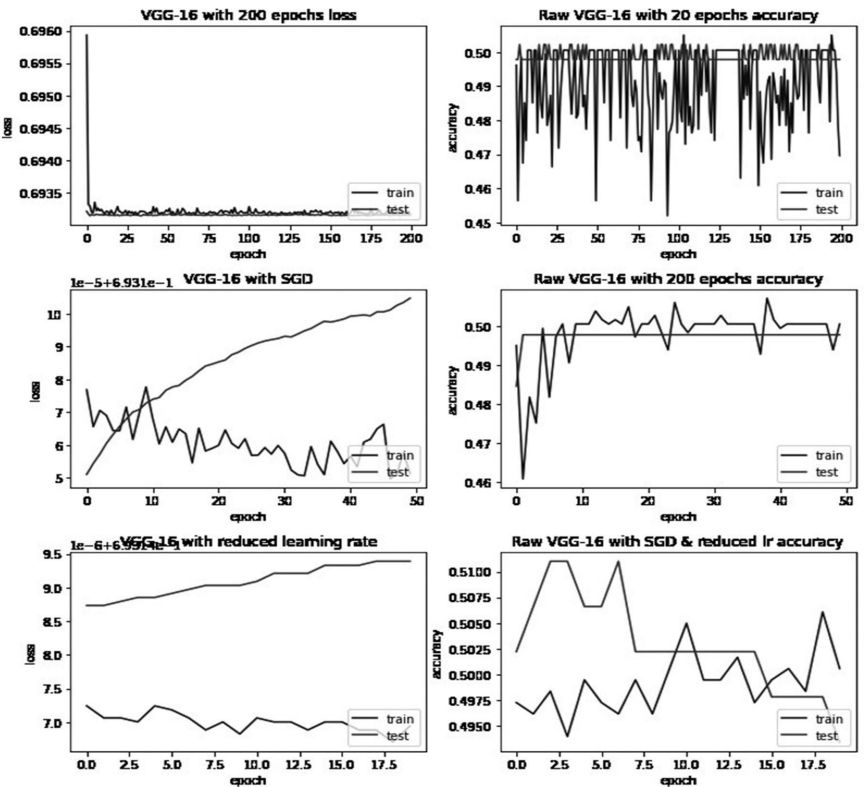 VGG-16 with 200 epochs loss
0.6960
0.6955
0.6950
0.6945
0.6940
0.6935
loss
0 25 50 75 100 125 150 175 200
epoch
train
test
Raw VGG-16 with 20 epochs accuracy
0.50
0.49
0.48
0.47
0.46
0.45
accuracy
0 25 50 75 100 125 150 175 200
epoch
train
test
1e-5+6.931e-1
VGG-16 with SGD
10
9
8
7
6
5
loss
0 10 20 30 40 50
epoch
train
test
Raw VGG-16 with 200 epochs accuracy
0.50
0.49
0.48
0.47
0.46
accuracy
0 10 20 30 40 50
epoch
train
test
VGG-16 with reduced learning rate
9.5
9.0
8.5
8.0
7.5
7.0
loss
0.0 2.5 5.0 7.5 10.0 12.5 15.0 17.5
epoch
train
test
Raw VGG-16 with SGD & reduced lr accuracy
0.5100
0.5075
0.5050
0.5025
0.5000
0.4975
0.4950
accuracy
0.0 2.5 5.0 7.5 10.0 12.5 15.0 17.5
epoch
train
test